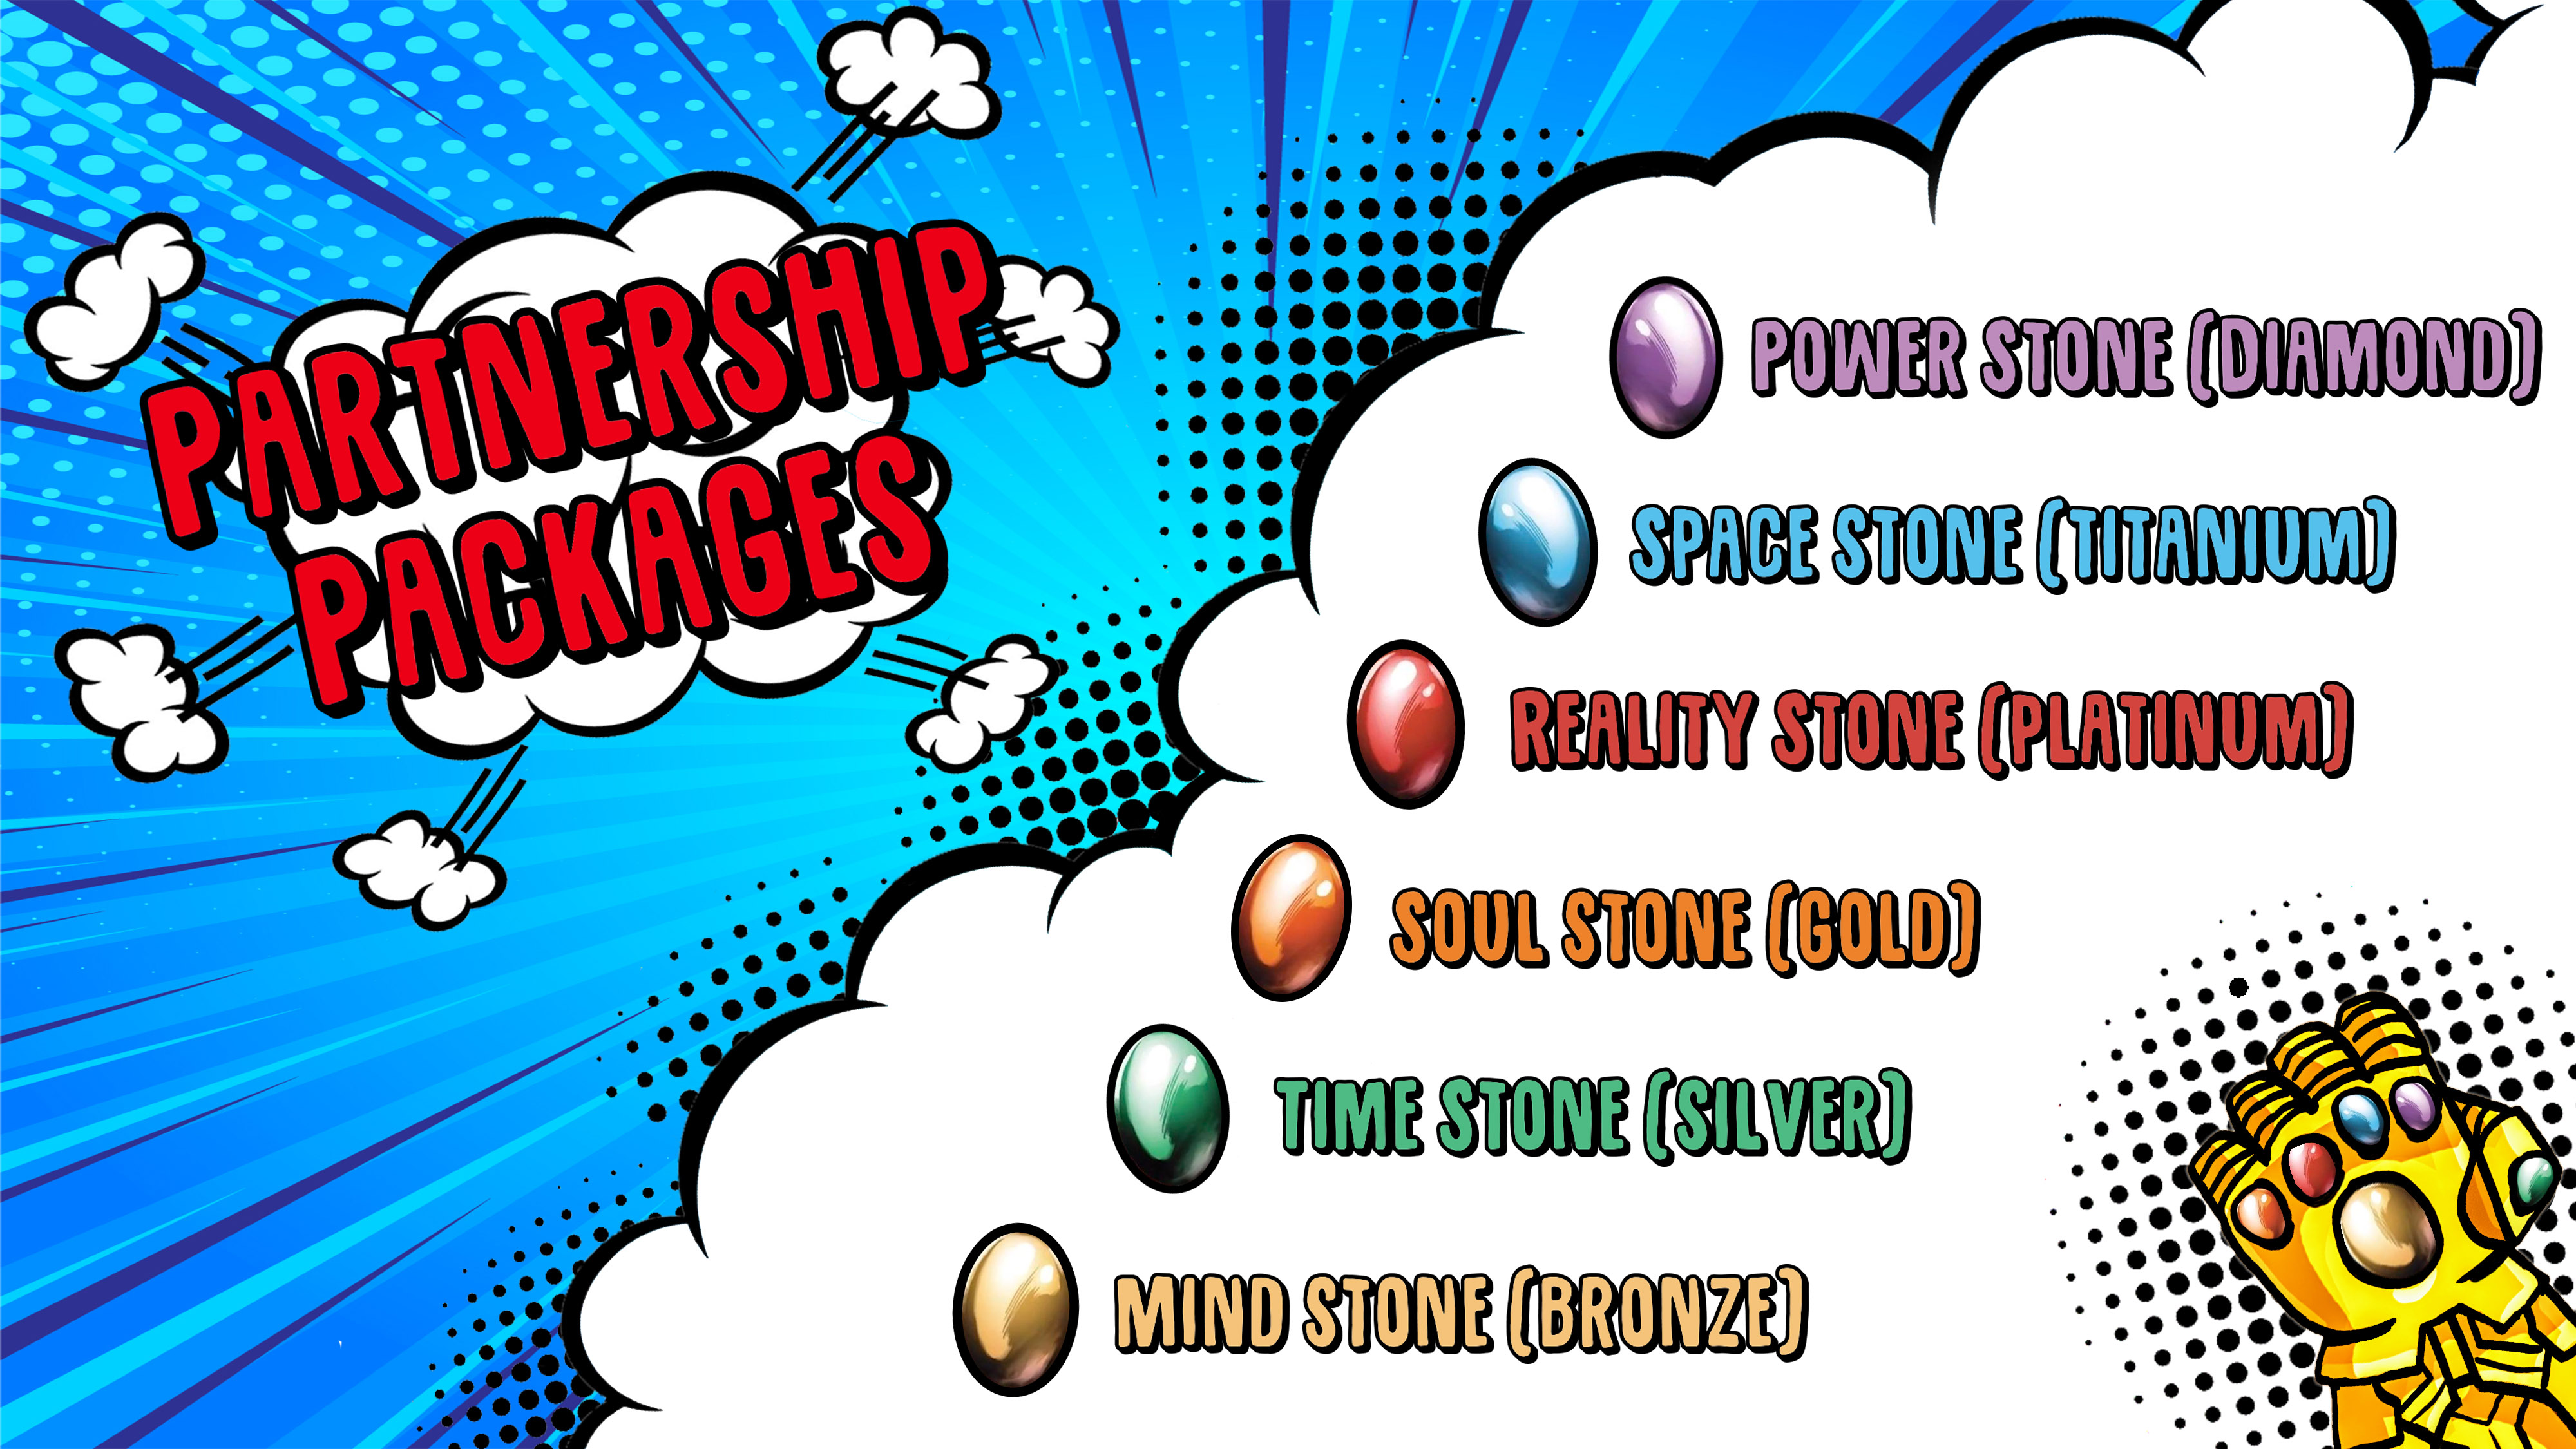 PARTNERSHIP
PACKAGES
POWER STONE (DIAMOND)
SPACE STONE (TITANIUM)
REALITY STONE (PLATINUM)
SOUL STONE (GOLD)
TIME STONE (SILVER)
MIND STONE (BRONZE)